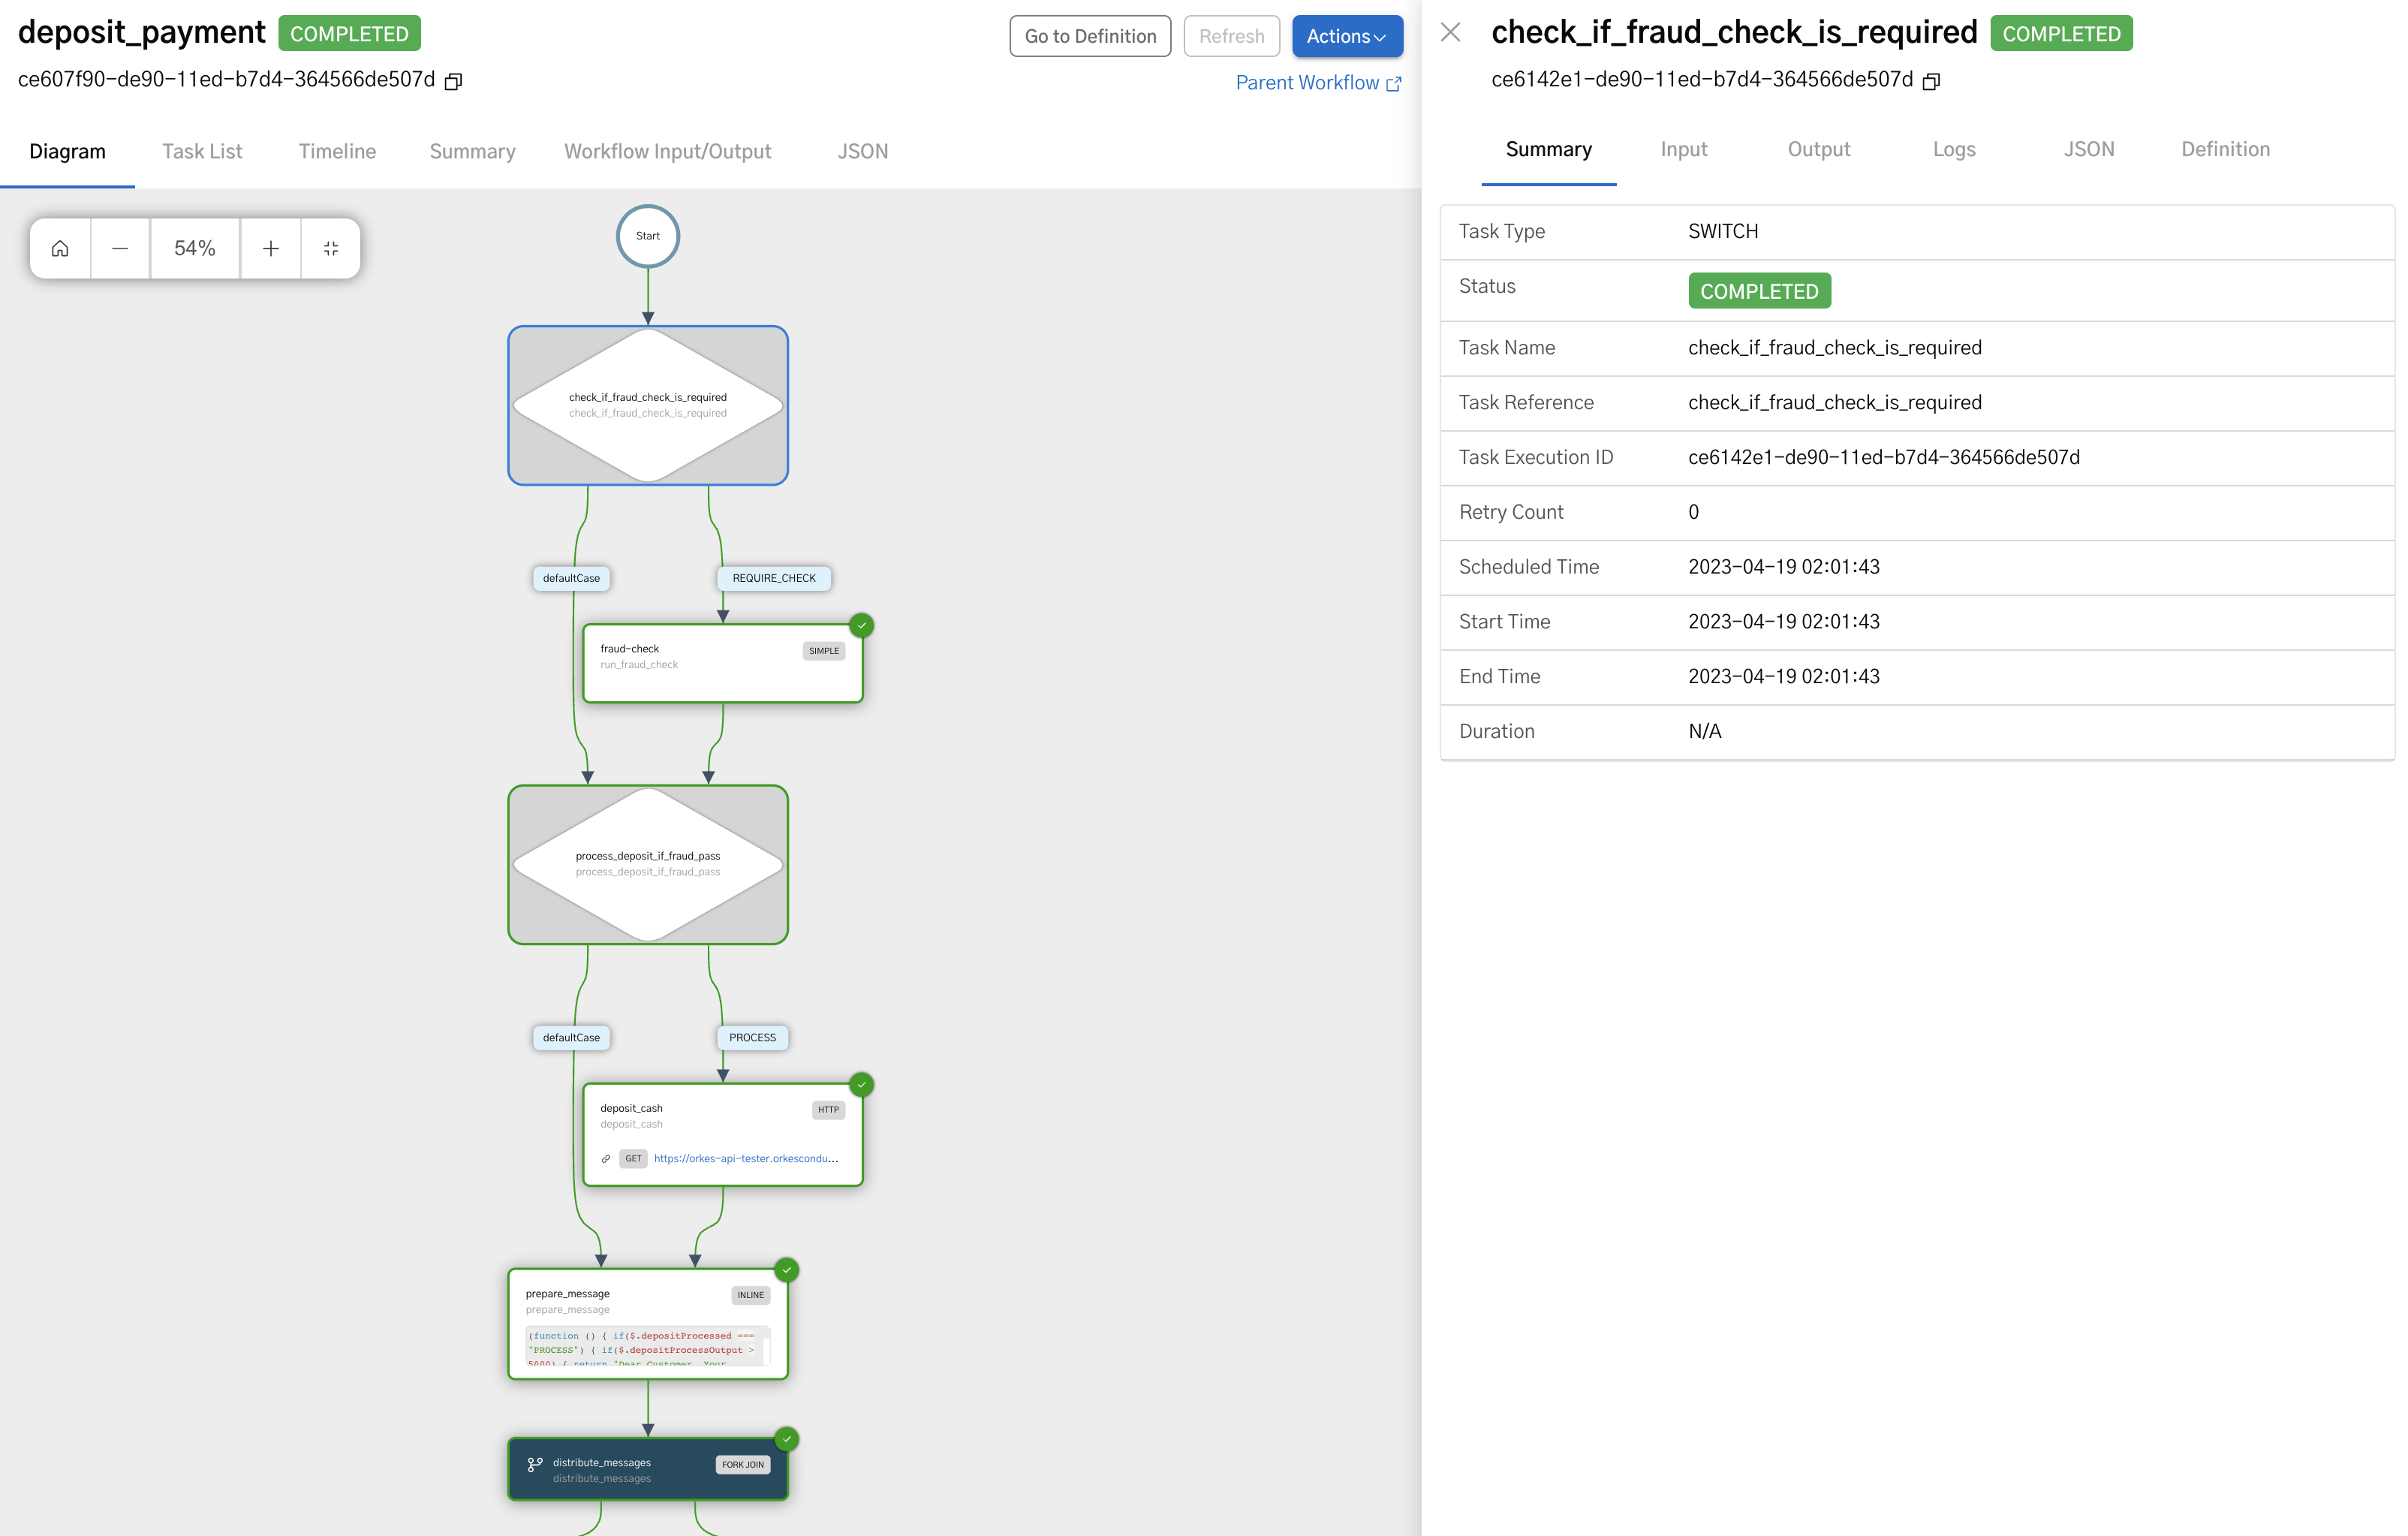 deposit_payment COMPLETED
ce607f90-de90-11ed-b7d4-364566de507d
Go to Definition Refresh Actions
Parent Workflow
Diagram Task List Timeline Summary Workflow Input/Output JSON
54%
Start
check_if_fraud_check_is_required
check_if_fraud_check_is_required
defaultCase REQUIRE_CHECK
fraud-check SIMPLE
run_fraud_check
process_deposit_if_fraud_pass
process_deposit_if_fraud_pass
defaultCase PROCESS
deposit_cash HTTP
deposit_cash
GET https://orkes-api-tester.orkescondu...
prepare_message INLINE
prepare_message
(function () { if($.depositProcessed ===
"PROCESS") { if($.depositProcessOutput >
5000) { return "Dear Customer, Your
distribute_messages FORK JOIN
distribute_messages
check_if_fraud_check_is_required COMPLETED
ce6142e1-de90-11ed-b7d4-364566de507d
Summary Input Output Logs JSON Definition
Task Type SWITCH
Status COMPLETED
Task Name check_if_fraud_check_is_required
Task Reference check_if_fraud_check_is_required
Task Execution ID ce6142e1-de90-11ed-b7d4-364566de507d
Retry Count 0
Scheduled Time 2023-04-19 02:01:43
Start Time 2023-04-19 02:01:43
End Time 2023-04-19 02:01:43
Duration N/A